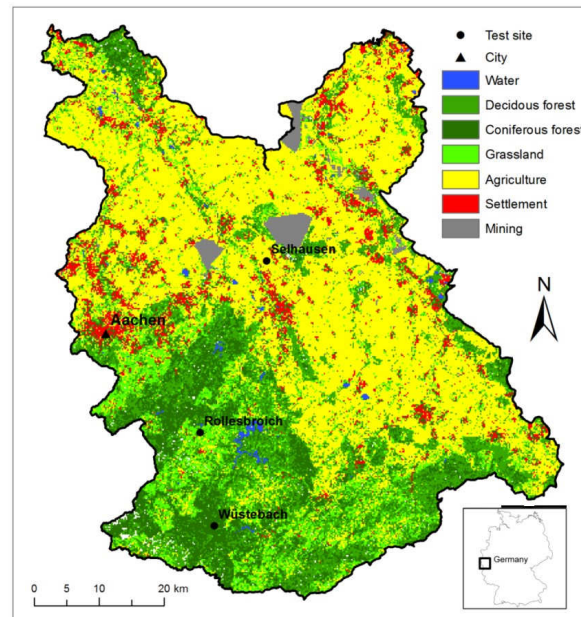 Test site
City
Water
Decidous forest
Coniferous forest
Grassland
Agriculture
Settlement
Mining
Selhausen
N
Aachen
Rollesbroich
Wüstebach
Germany
0 5 10 20 km